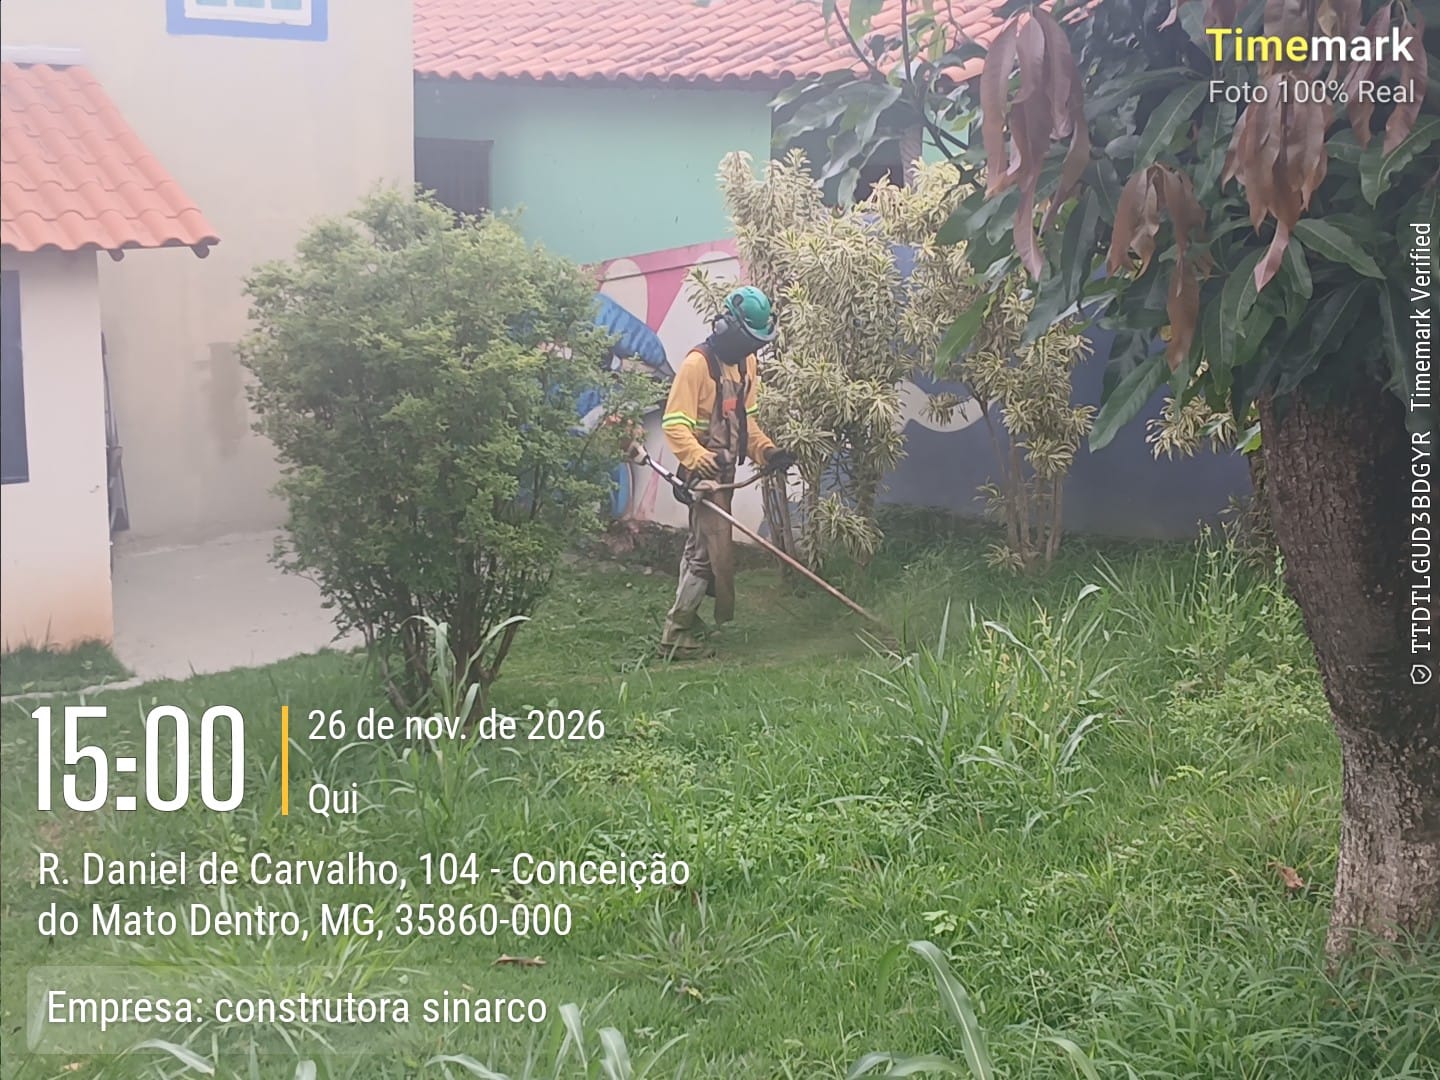 Timemark
Foto 100% Real
TTDTLGUD3BDGYR Timemark Verified
15:00
26 de nov. de 2026
Qui
R. Daniel de Carvalho, 104 - Conceição
do Mato Dentro, MG, 35860-000
Empresa: construtora sinarco